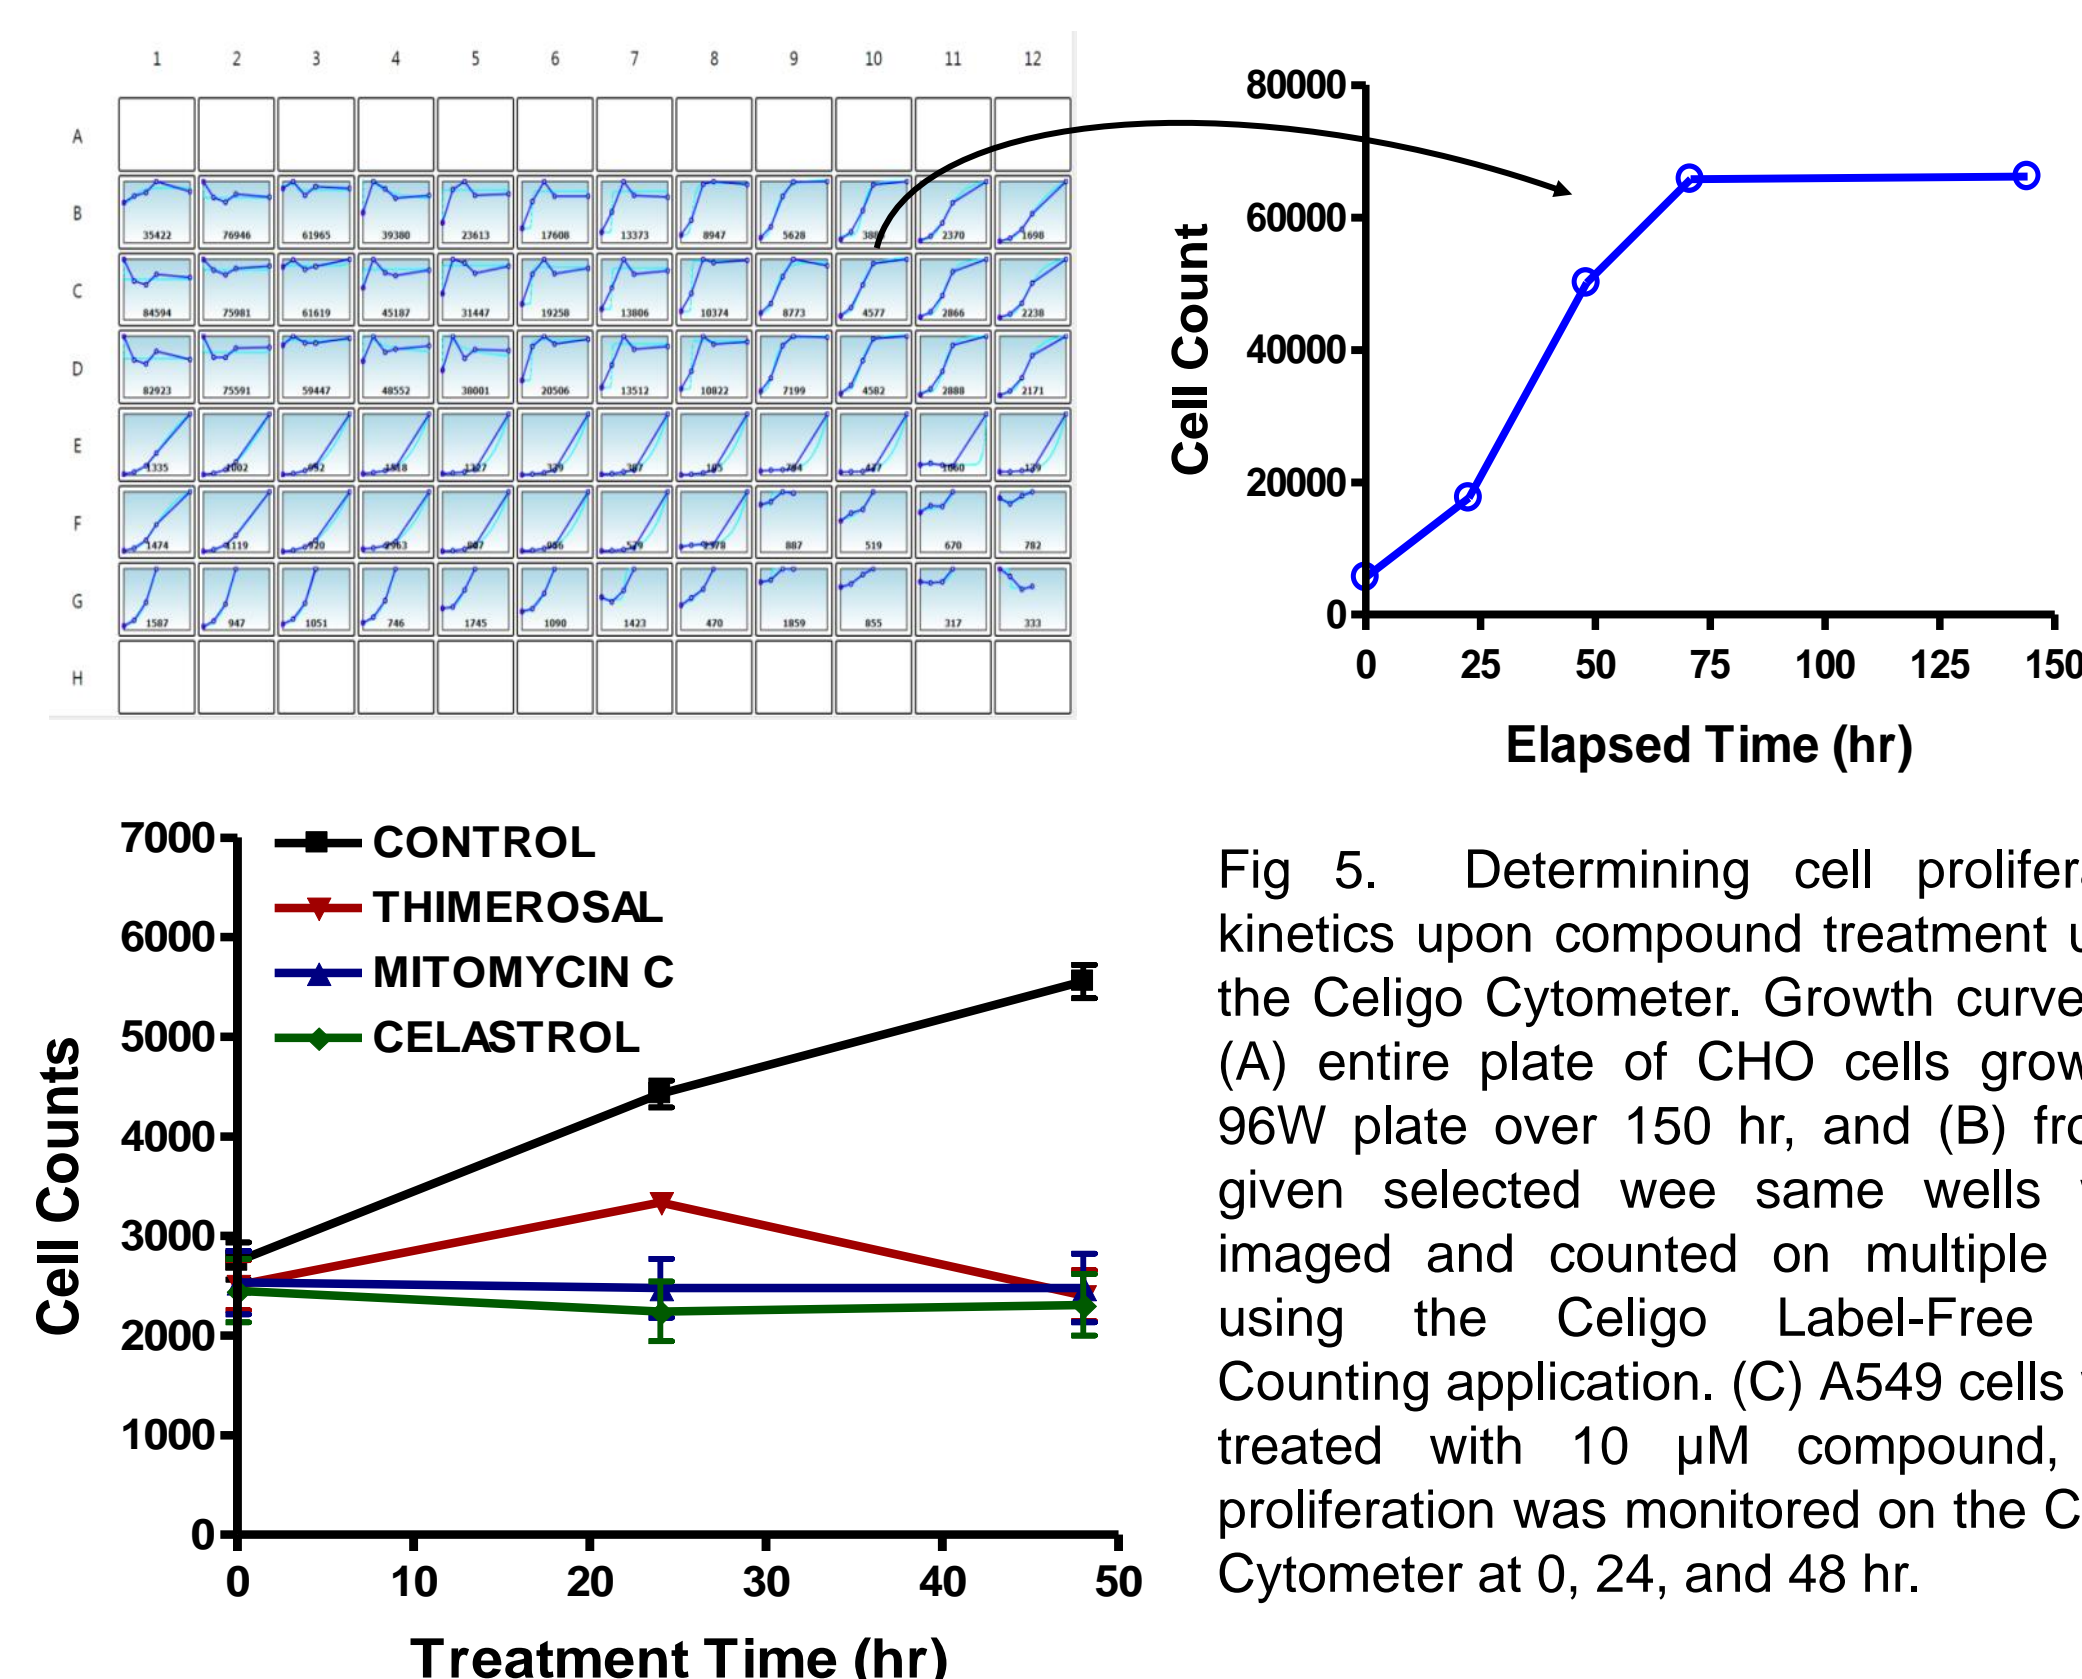 1 2 3 4 5 6 7 8 9 10 11 12
A
B 35422 76946 61965 39380 23613 17608 13373 8947 5628 2370 1698
C 84594 75981 61619 45187 31447 19258 13806 10374 8773 4577 2866 2238
D 82923 75591 59447 48552 38001 20506 13512 10822 7199 4582 2888 2171
E 1335
F 1474 1119 887 519 670 782
G 1587 947 1051 746 1745 1090 1423 470 1859 855 317 333
H
80000
60000
40000
20000
0
Cell Count
0 25 50 75 100 125 150
Elapsed Time (hr)
7000
6000
5000
4000
3000
2000
1000
0
Cell Counts
CONTROL
THIMEROSAL
MITOMYCIN C
CELASTROL
0 10 20 30 40 50
Treatment Time (hr)
Fig 5. Determining cell prolifera
kinetics upon compound treatment u
the Celigo Cytometer. Growth curve
(A) entire plate of CHO cells grow
96W plate over 150 hr, and (B) fro
given selected wee same wells
imaged and counted on multiple
using the Celigo Label-Free
Counting application. (C) A549 cells
treated with 10 µM compound,
proliferation was monitored on the C
Cytometer at 0, 24, and 48 hr.